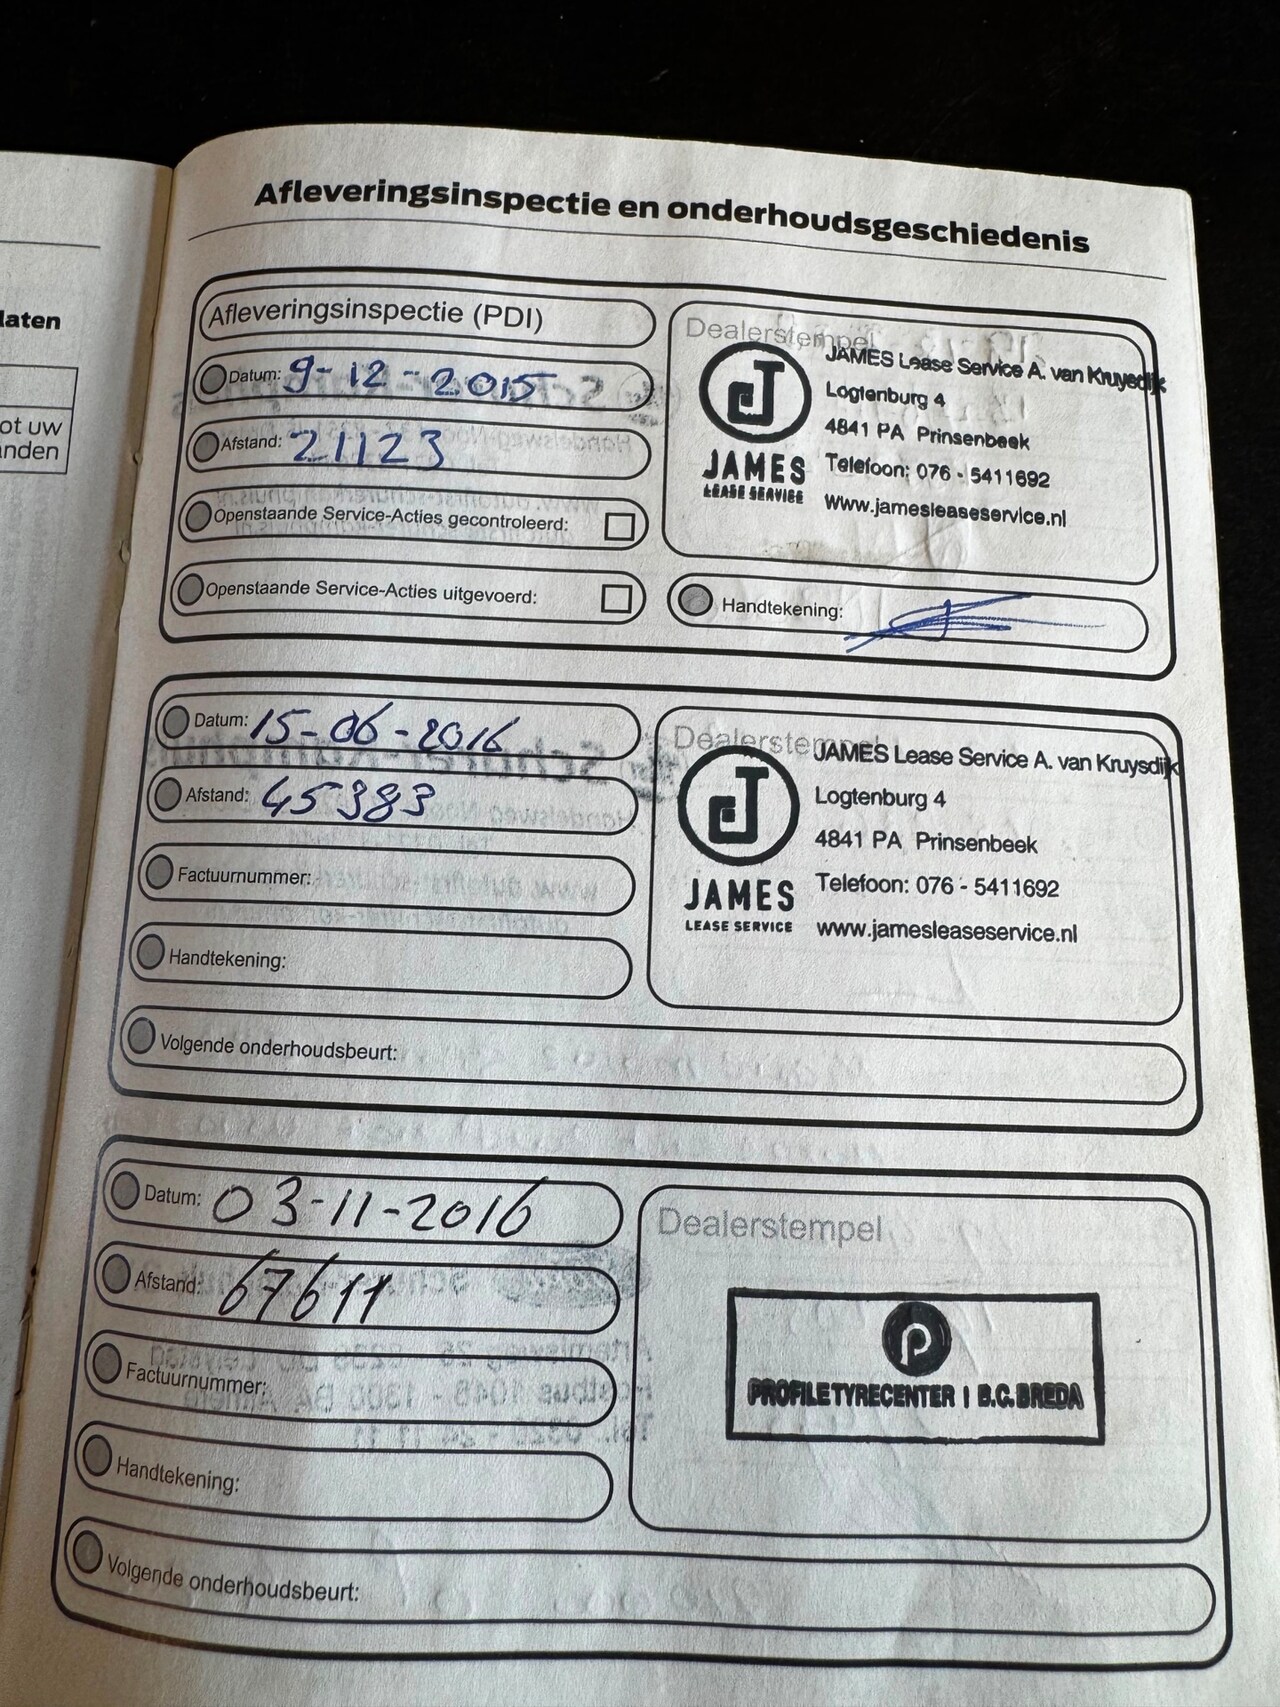 laten
ot uw
nden
Afleveringsinspectie en onderhoudsgeschiedenis
Afleveringsinspectie (PDI)
Datum: 9-12-2015
Afstand: 21123
Openstaande Service-Acties gecontroleerd:
Openstaande Service-Acties uitgevoerd:
Dealerstempel
JAMES
LEASE SERVICE
JAMES Lease Service A. van Kruysdijk
Logtenburg 4
4841 PA Prinsenbeek
Telefoon: 076 - 5411692
Www.jamesleaseservice.nl
Handtekening:
Datum: 15-06-2016
Afstand: 45383
Factuurnummer:
Handtekening:
Volgende onderhoudsbeurt:
Dealerstempel
JAMES
LEASE SERVICE
JAMES Lease Service A. van Kruysdijk
Logtenburg 4
4841 PA Prinsenbeek
Telefoon: 076 - 5411692
www.jamesleaseservice.nl
Datum: 03-11-2016
Afstand: 67611
Factuurnummer:
Handtekening:
Volgende onderhoudsbeurt:
Dealerstempel
PROFILETYRECENTER | B.C. BREDA